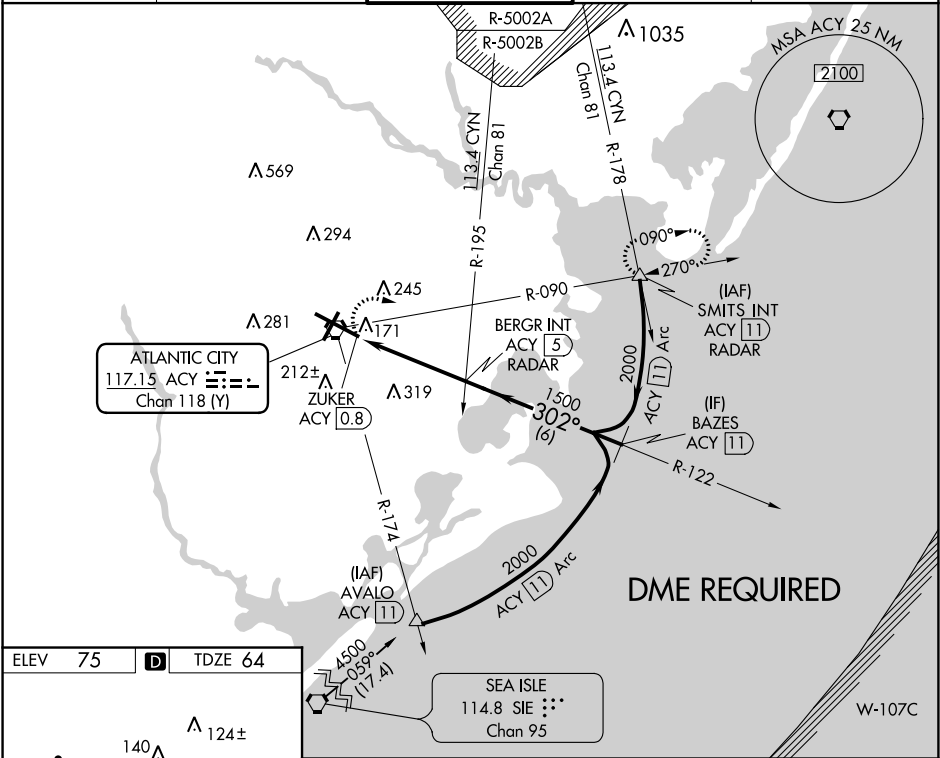 R-5002A
R-5002B
1035
MSA ACY 25 NM
2100
113.4 CYN
Chan 81
R-178
113.4 CYN
Chan 81
R-195
569
294
090°
270°
R-090
(IAF)
SMITS INT
ACY 11
RADAR
245
281
171
BERGR INT
ACY 5
RADAR
2000
ACY 11 Arc
ATLANTIC CITY
117.15 ACY
Chan 118 (Y)
212±
ZUKER
ACY 0.8
319
1500
302°
(6)
(IF)
BAZES
ACY 11
R-122
R-174
2000
ACY 11 Arc
(IAF)
AVALO
ACY 11
DME REQUIRED
4500
059°
(17.4)
SEA ISLE
114.8 SIE
Chan 95
W-107C
ELEV 75 D TDZE 64
124±
140